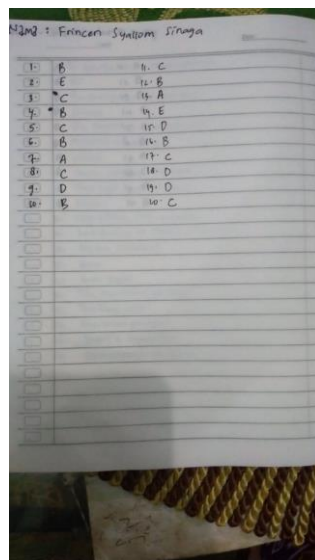 Nama : Frincen Syallom Sinaga
1. B 11. C
2. E 12. B
3. C 13. A
4. B 14. E
5. C 15. D
6. B 16. B
7. A 17. C
8. C 18. D
9. D 19. D
10. B 20. C